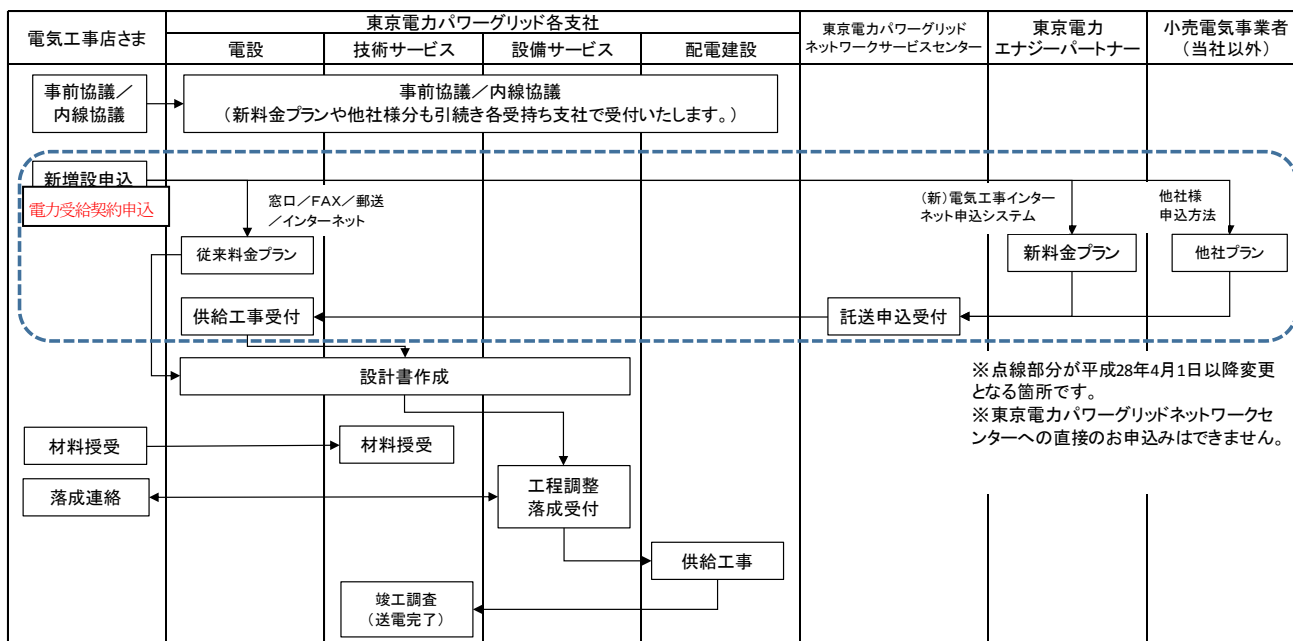 電気工事店さま
東京電力パワーグリッド各支社
電設
技術サービス
設備サービス
配電建設
東京電力パワーグリッド
ネットワークサービスセンター
東京電力
エナジーパートナー
小売電気事業者
(当社以外)
事前協議/
内線協議
事前協議/内線協議
(新料金プランや他社様分も引続き各受持ち支社で受付いたします。)
新増設申込
電力受給契約申込
窓口/FAX/郵送
/インターネット
(新)電気工事インター
ネット申込システム
他社様
申込方法
従来料金プラン
新料金プラン
他社プラン
供給工事受付
託送申込受付
設計書作成
※点線部分が平成28年4月1日以降変更
となる箇所です。
※東京電力パワーグリッドネットワークセ
ンターへの直接のお申込みはできません。
材料授受
材料授受
落成連絡
工程調整
落成受付
供給工事
竣工調査
(送電完了)